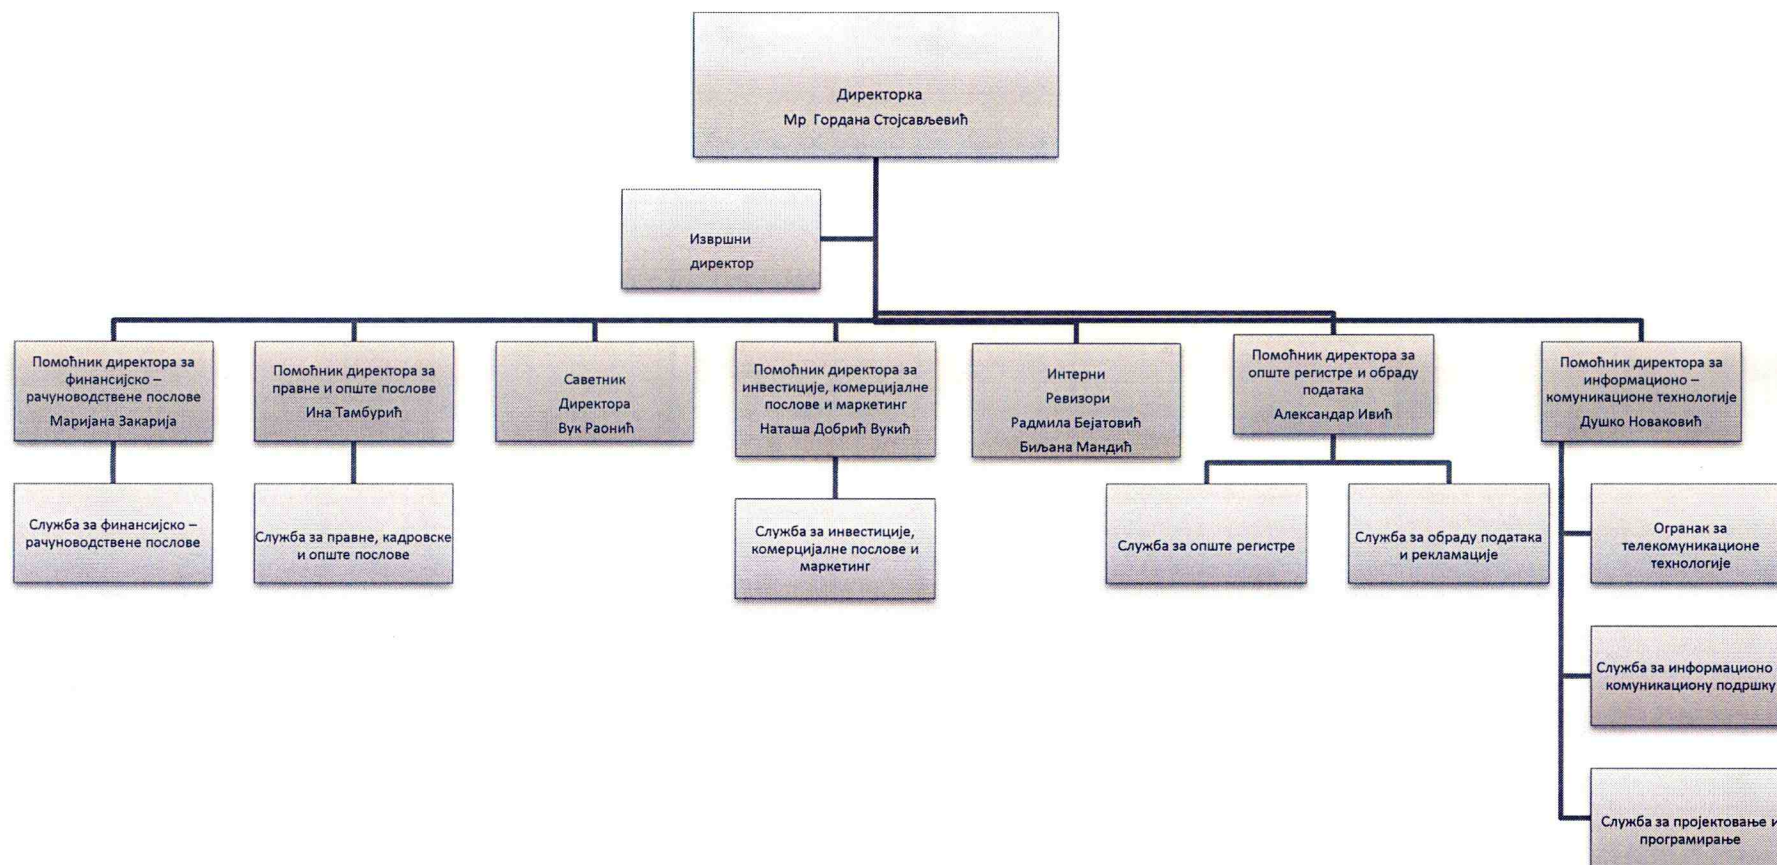 Директорка
Мр Гордана Стојсављевић
Извршни
директор
Помоћник директора за
финансијско –
рачуноводствене послове
Маријана Закарија
Помоћник директора за
правне и опште послове
Ина Тамбурић
Саветник
Директора
Вук Раонић
Помоћник директора за
инвестиције, комерцијалне
послове и маркетинг
Наташа Добрић Вукић
Интерни
Ревизори
Радмила Бејатовић
Биљана Мандић
Помоћник директора за
опште регистре и обраду
података
Александар Ивић
Помоћник директора за
информационо –
комуникационе технологије
Душко Новаковић
Служба за финансијско –
рачуноводствене послове
Служба за правне, кадровске
и опште послове
Служба за инвестиције,
комерцијалне послове и
маркетинг
Служба за опште регистре
Служба за обраду података
и рекламације
Огранак за
телекомуникационе
технологије
Служба за информационо
комуникациону подршку
Служба за пројектовање и
програмирање